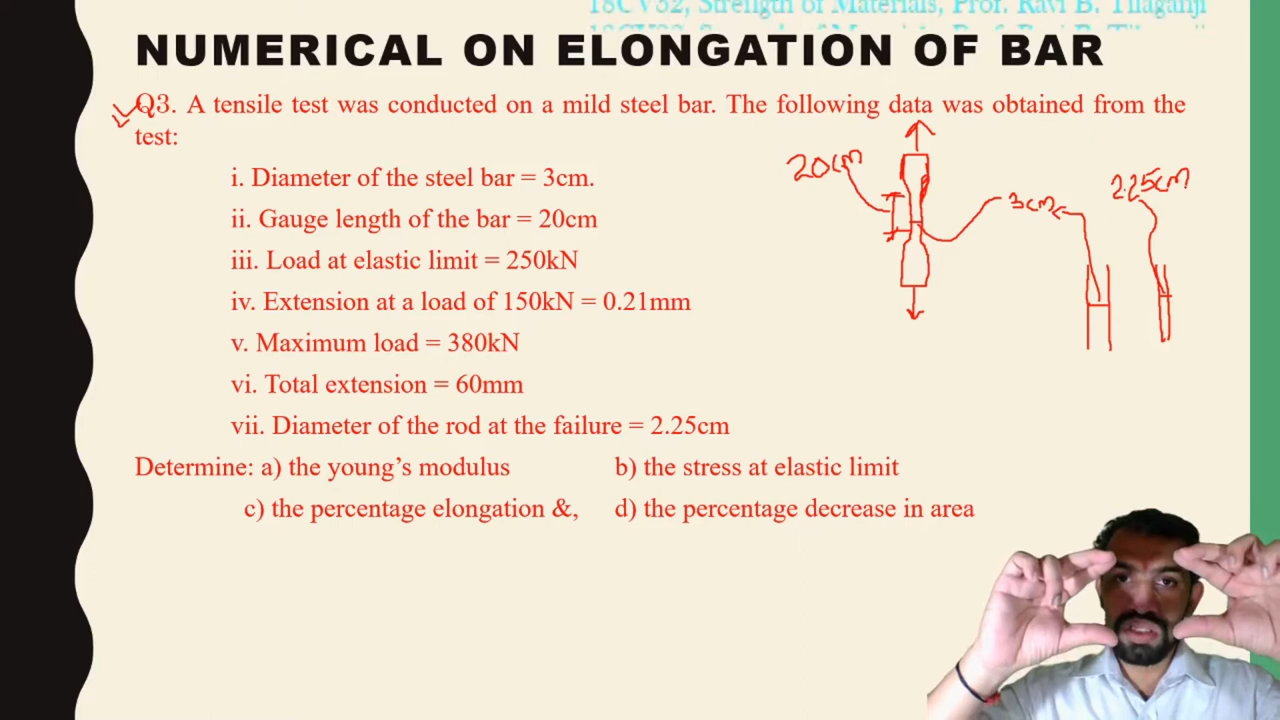 18CV32, Strength of Materials, Prof. Ravi B. Tilaganji
NUMERICAL ON ELONGATION OF BAR
Q3. A tensile test was conducted on a mild steel bar. The following data was obtained from the
test:
i. Diameter of the steel bar = 3cm.
ii. Gauge length of the bar = 20cm
iii. Load at elastic limit = 250kN
iv. Extension at a load of 150kN = 0.21mm
v. Maximum load = 380kN
vi. Total extension = 60mm
vii. Diameter of the rod at the failure = 2.25cm
Determine: a) the young's modulus b) the stress at elastic limit
c) the percentage elongation &, d) the percentage decrease in area
20cm
3cm
2.25cm